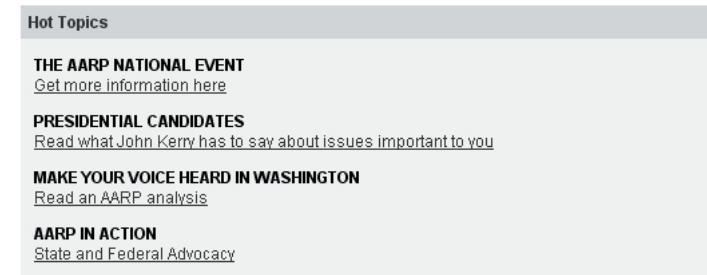 Hot Topics
THE AARP NATIONAL EVENT
Get more information here
PRESIDENTIAL CANDIDATES
Read what John Kerry has to say about issues important to you
MAKE YOUR VOICE HEARD IN WASHINGTON
Read an AARP analysis
AARP IN ACTION
State and Federal Advocacy